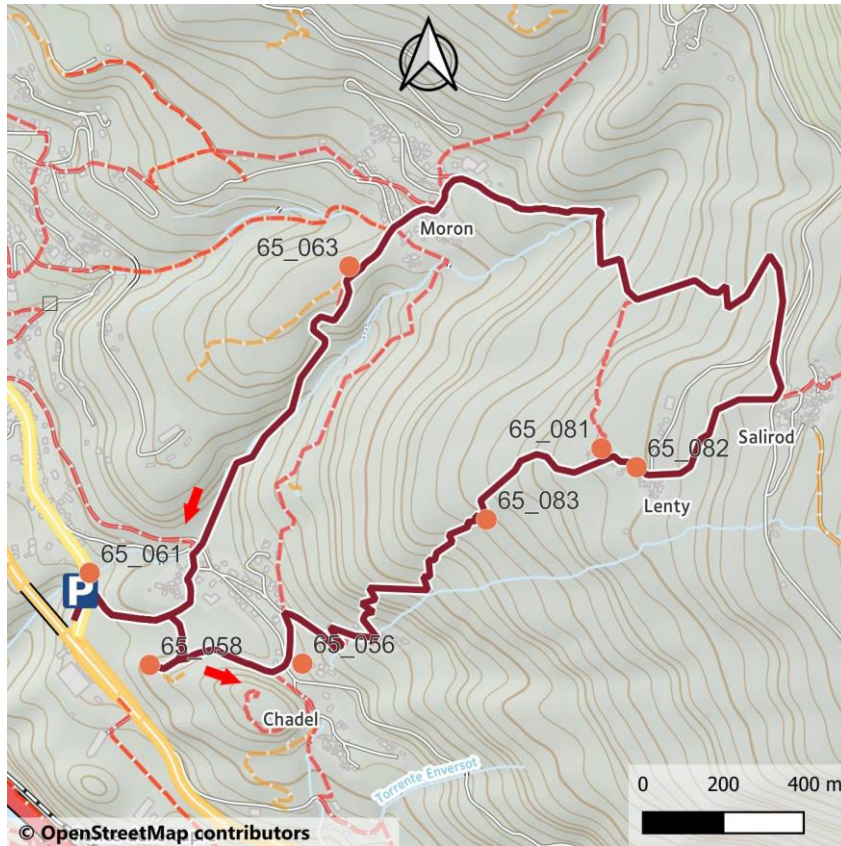 Moron
65_063
65_081
65_082
Salirod
65_083
Lenty
65_061
P
65_058
65_056
Chadel
Torrente Enversot
0 200 400 m
© OpenStreetMap contributors